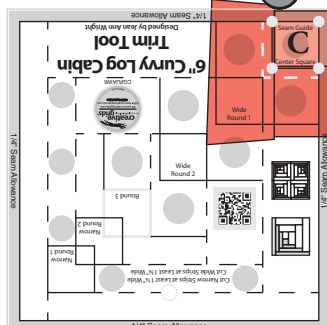 1/4" Seam Allowance
Designed by Jean Ann Wright
Trim Tool
6" Curvy Log Cabin
CGRJAW6
creative
grids
Seam Guide
C
Center Square
Wide
Round 1
Wide
Round 2
Round 3
Narrow
Round 2
Narrow
Round 1
1/4" Seam Allowance
1/4" Seam Allowance
Cut Wide Strips at Least 1¾" Wide
Cut Narrow Strips at Least 1¼" Wide
1/4" Seam Allowance